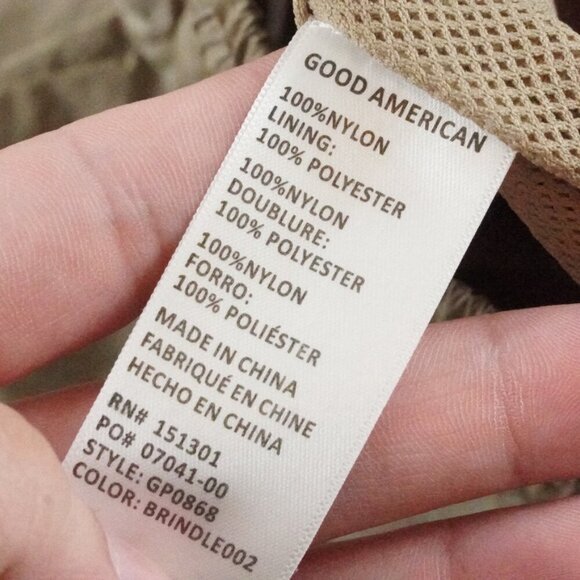 GOOD AMERICAN
100%NYLON
LINING:
100% POLYESTER
100%NYLON
DOUBLURE:
100% POLYESTER
100%NYLON
FORRO:
100% POLIÉSTER
MADE IN CHINA
FABRIQUÉ EN CHINE
HECHO EN CHINA
RN# 151301
PO# 07041-00
STYLE: GP0868
COLOR: BRINDLE002